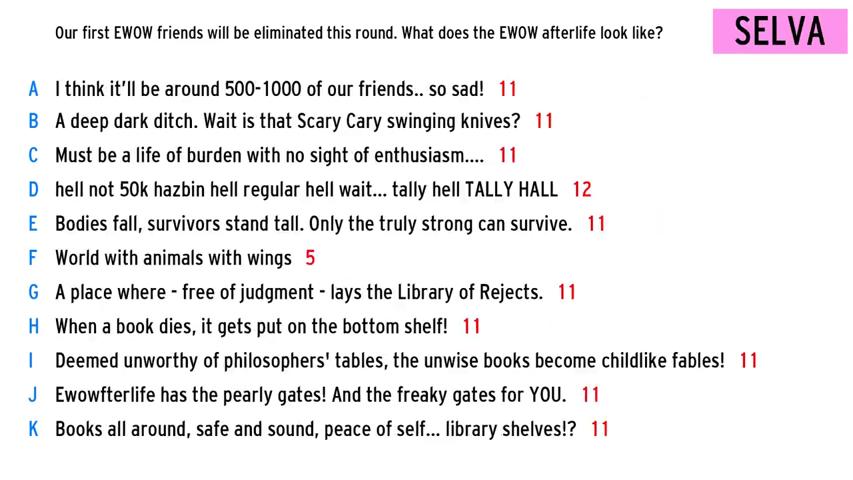 Our first EWOW friends will be eliminated this round. What does the EWOW afterlife look like?
SELVA
A I think it'll be around 500-1000 of our friends.. so sad! 11
B A deep dark ditch. Wait is that Scary Cary swinging knives? 11
C Must be a life of burden with no sight of enthusiasm.... 11
D hell not 50k hazbin hell regular hell wait... tally hell TALLY HALL 12
E Bodies fall, survivors stand tall. Only the truly strong can survive. 11
F World with animals with wings 5
G A place where - free of judgment - lays the Library of Rejects. 11
H When a book dies, it gets put on the bottom shelf! 11
I Deemed unworthy of philosophers' tables, the unwise books become childlike fables! 11
J Ewowfterlife has the pearly gates! And the freaky gates for YOU. 11
K Books all around, safe and sound, peace of self... library shelves!? 11